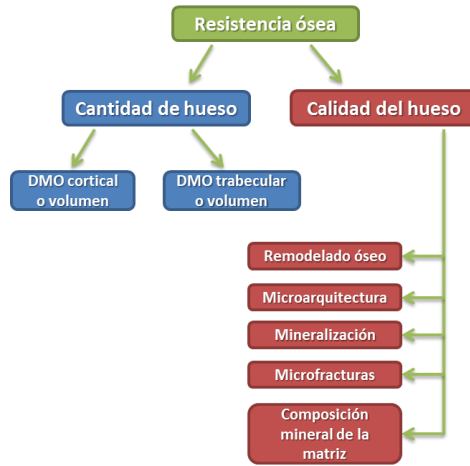 Resistencia ósea
Cantidad de hueso
Calidad del hueso
DMO cortical
o volumen
DMO trabecular
o volumen
Remodelado óseo
Microarquitectura
Mineralización
Microfracturas
Composición
mineral de la
matriz